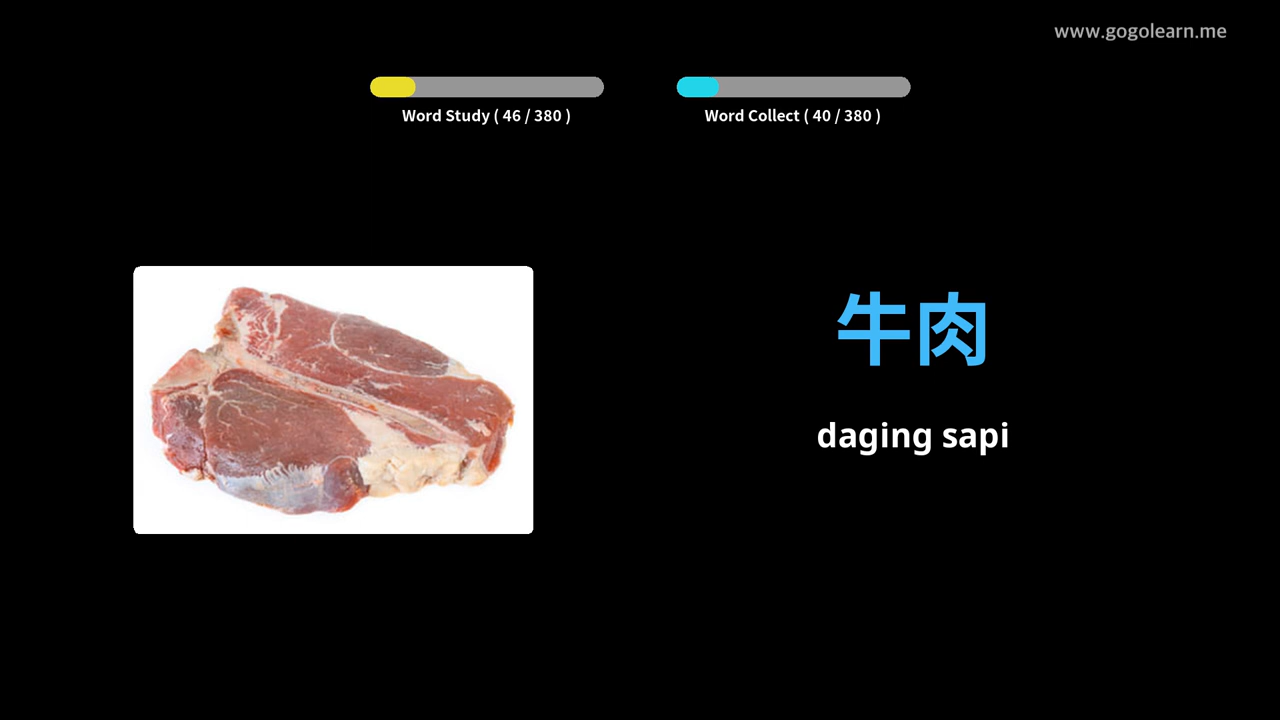 www.gogolearn.me
Word Study ( 46 / 380 )
Word Collect ( 40 / 380 )
牛肉
daging sapi